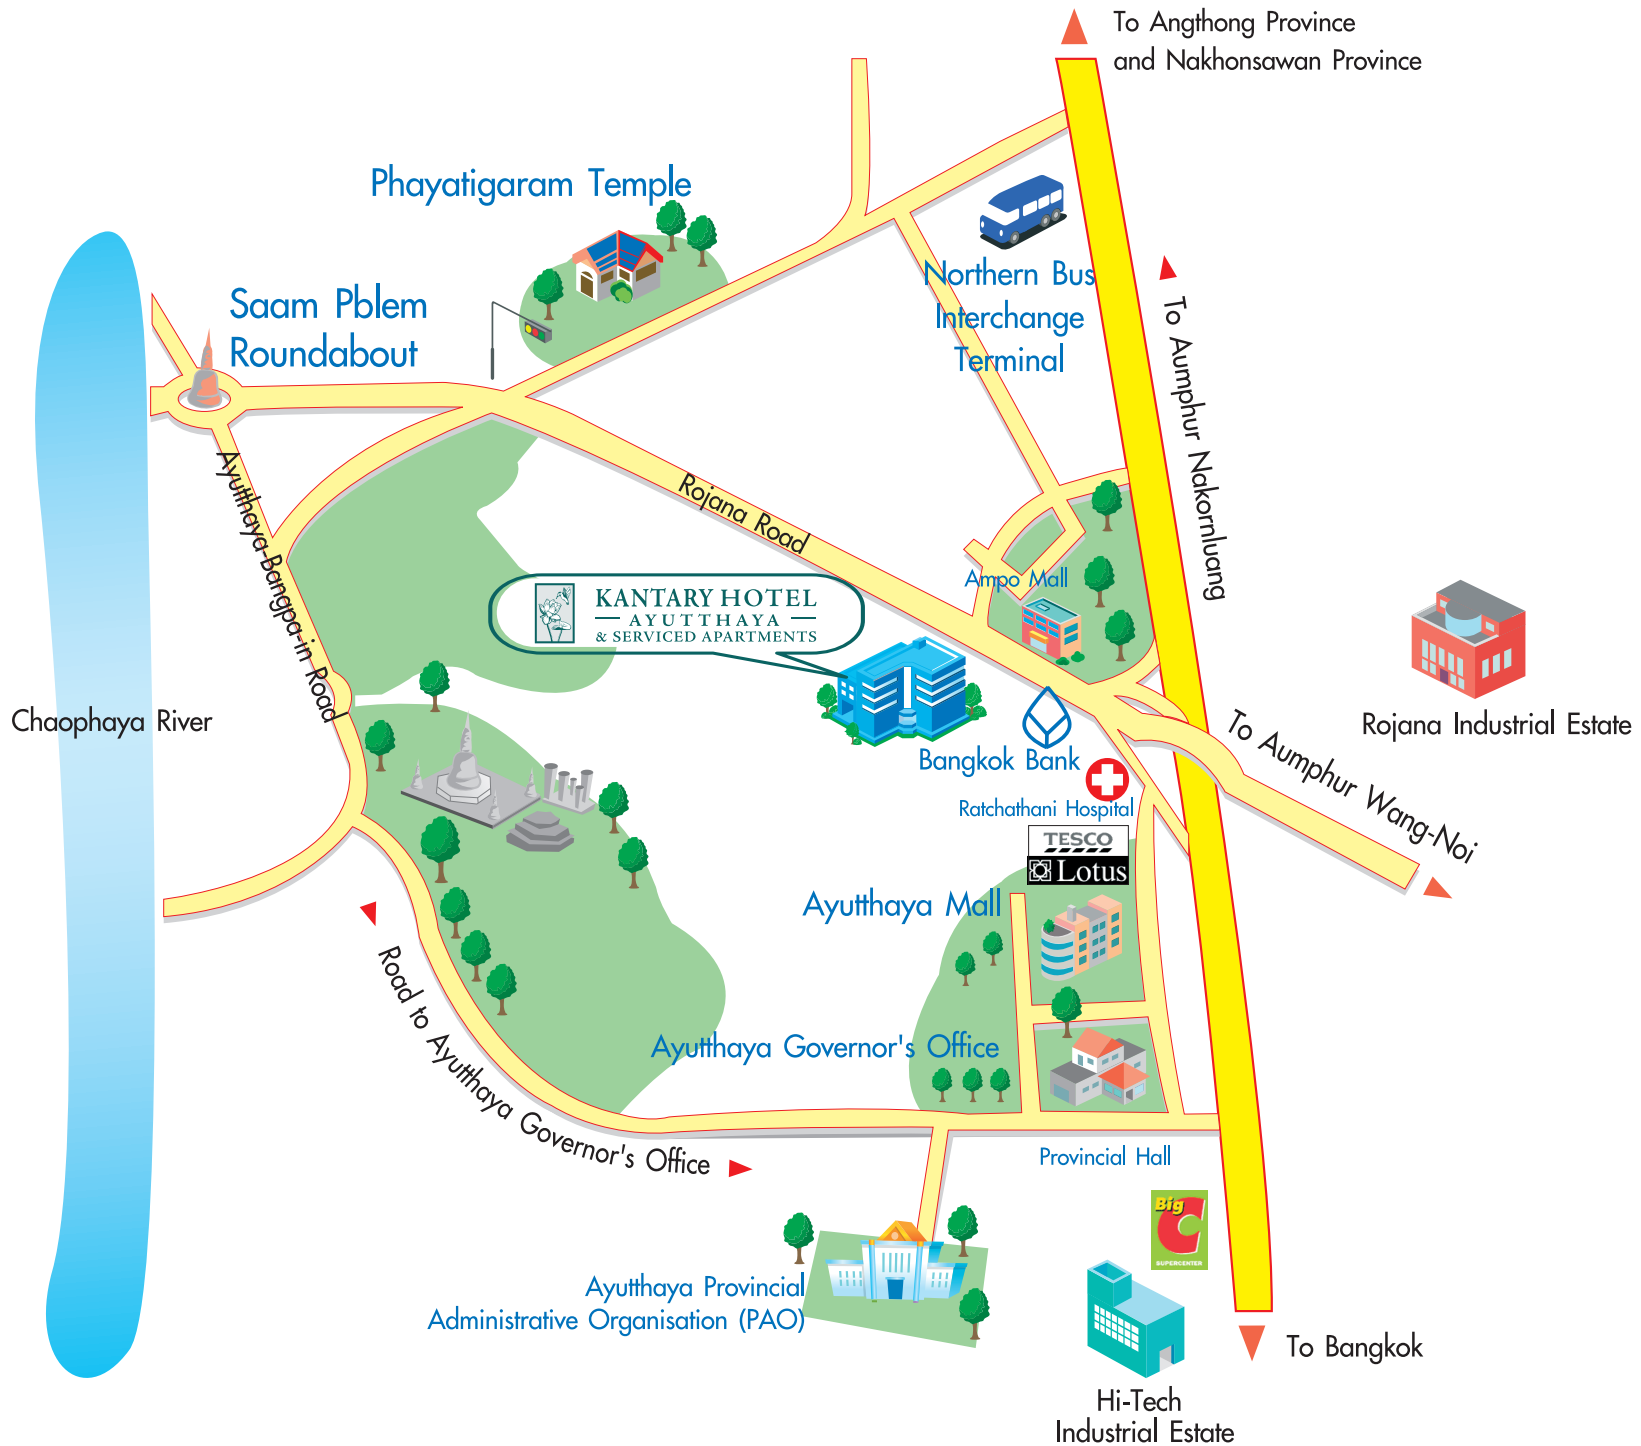 To Angthong Province
and Nakhonsawan Province
Phayatigaram Temple
Northern Bus
Interchange
Terminal
Saam Pblem
Roundabout
To Aumphur Nakornluang
Ayutthaya-Bangpa-in Road
Rojana Road
Ampo Mall
KANTARY HOTEL
AYUTTHAYA
& SERVICED APARTMENTS
Chaophaya River
Rojana Industrial Estate
To Aumphur Wang-Noi
Bangkok Bank
Ratchathani Hospital
TESCO
Lotus
Ayutthaya Mall
Road to Ayutthaya Governor's Office
Ayutthaya Governor's Office
Provincial Hall
Big
C
SUPERCENTER
Ayutthaya Provincial
Administrative Organisation (PAO)
To Bangkok
Hi-Tech
Industrial Estate